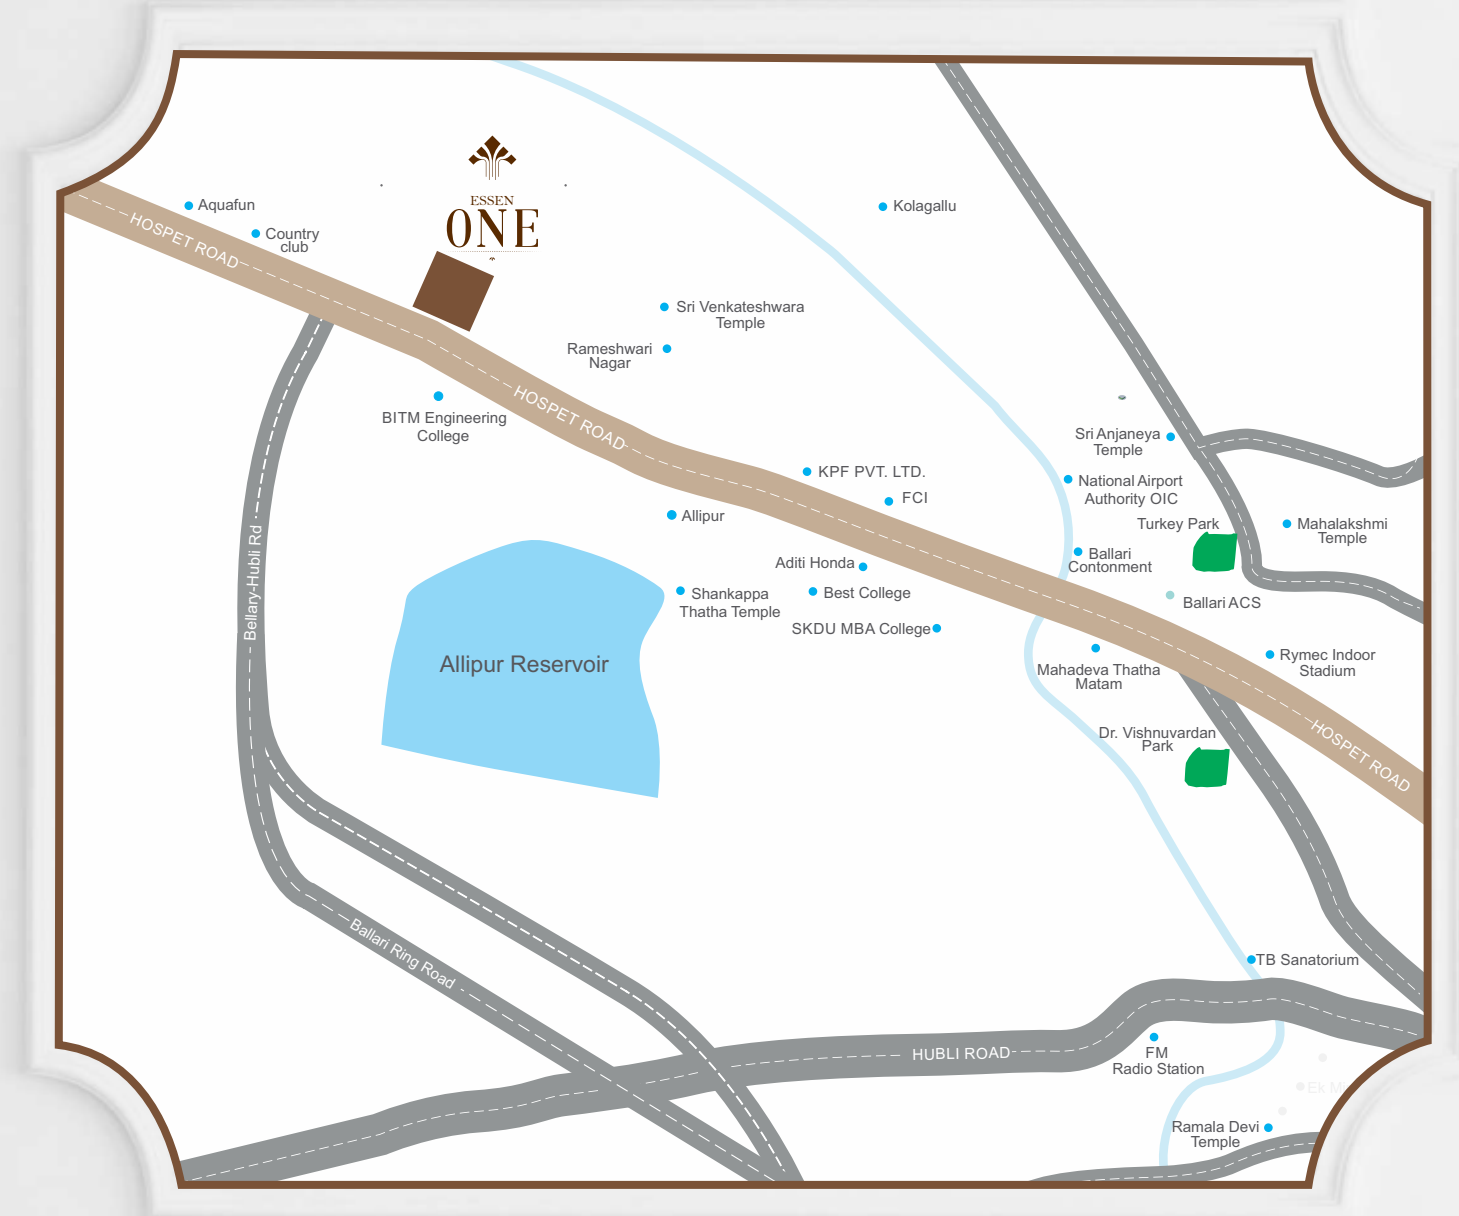 Aquafun
Country
club
HOSPET ROAD
ESSEN
ONE
Kolagallu
Sri Venkateshwara
Temple
Rameshwari
Nagar
HOSPET ROAD
BITM Engineering
College
Sri Anjaneya
Temple
KPF PVT. LTD.
FCI
National Airport
Authority OIC
Allipur
Turkey Park
Mahalakshmi
Temple
Bellary-Hubli Rd
Aditi Honda
Ballari
Contonment
Shankappa
Thatha Temple
Best College
Ballari ACS
SKDU MBA College
Allipur Reservoir
Mahadeva Thatha
Matam
Rymec Indoor
Stadium
Dr. Vishnuvardan
Park
HOSPET ROAD
Ballari Ring Road
TB Sanatorium
HUBLI ROAD
FM
Radio Station
Ramala Devi
Temple